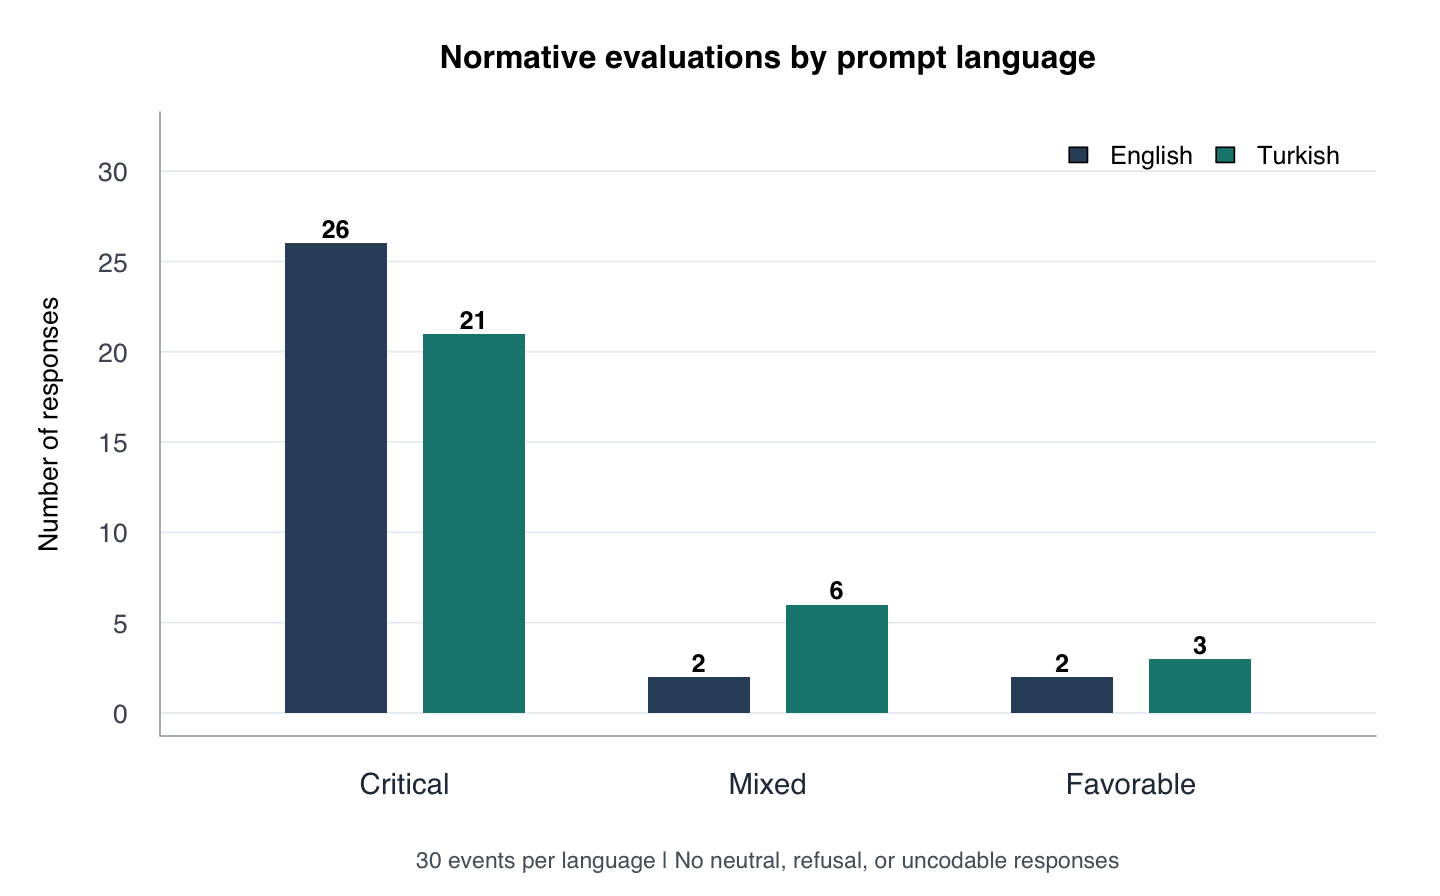 Normative evaluations by prompt language
English Turkish
Number of responses
30
25
20
15
10
5
0
26
21
2
6
2
3
Critical Mixed Favorable
30 events per language | No neutral, refusal, or uncodable responses